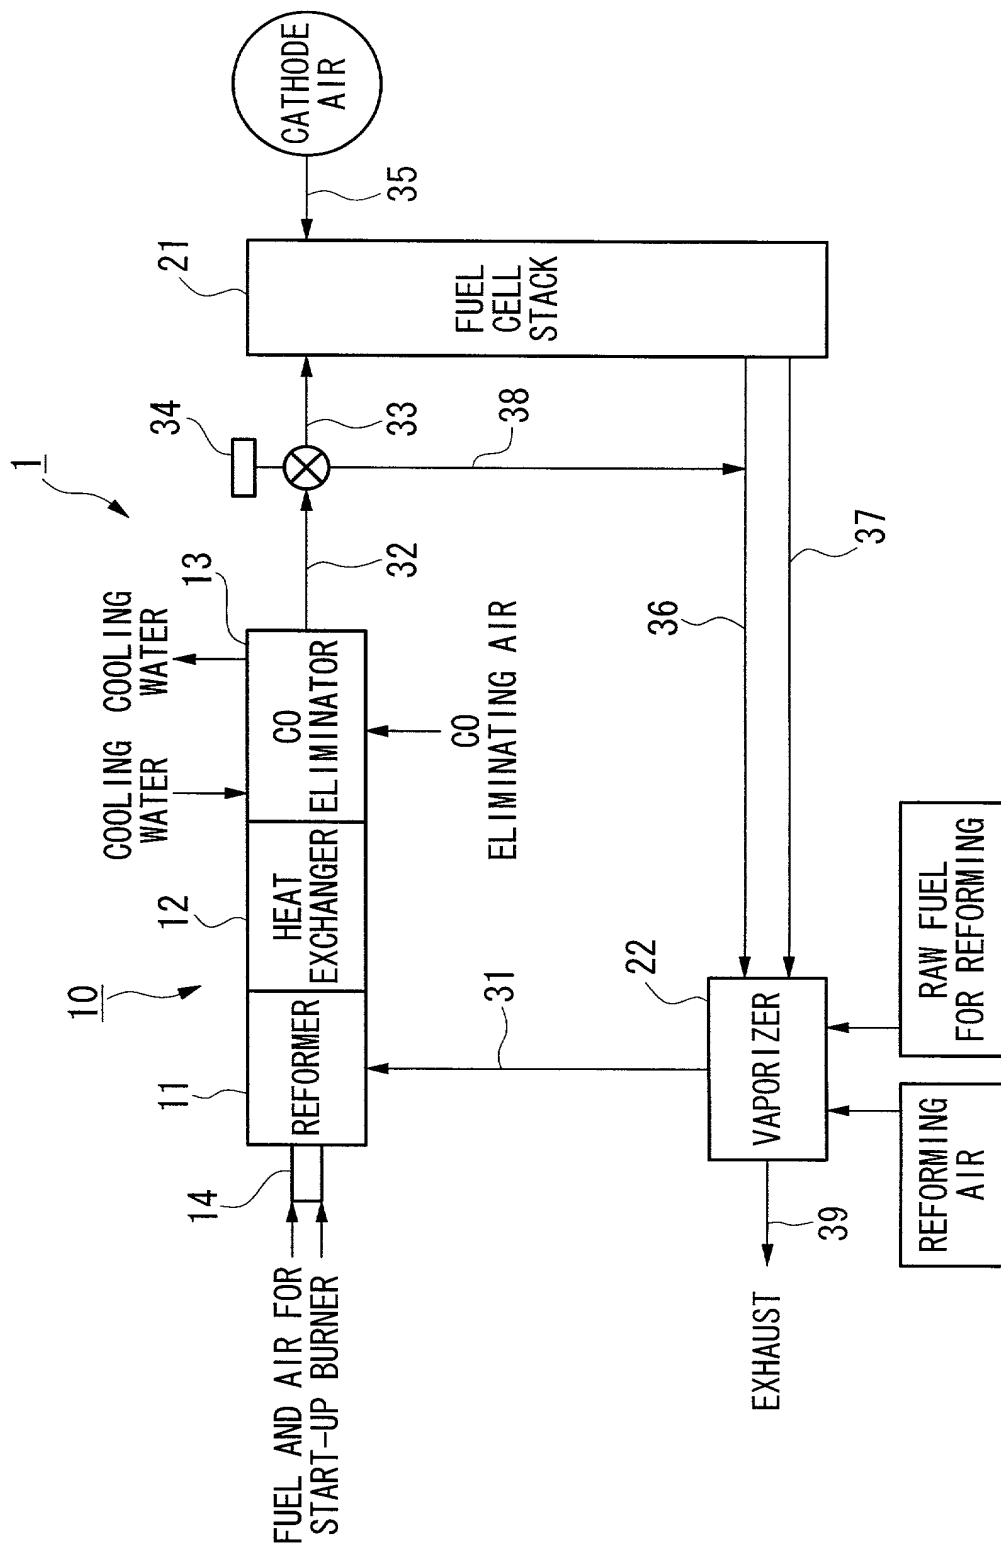 1
10
COOLING
WATER
COOLING
WATER
34
14
11
12
13
21
FUEL AND AIR FOR
START-UP BURNER
REFORMER
HEAT
EXCHANGER
CO
ELIMINATOR
32
33
35
CATHODE
AIR
FUEL
CELL
STACK
CO
ELIMINATING AIR
31
38
36
37
22
EXHAUST
39
VAPORIZER
REFORMING
AIR
RAW FUEL
FOR REFORMING